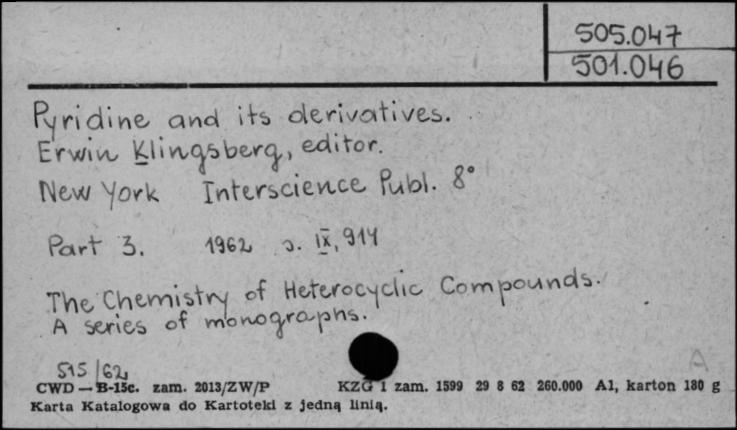 505.047
501.046
Pyridine and its derivatives.
Erwin Klingsberg, editor.
New York Interscience Publ. 8°
Part 3. 1962 s. IX, 914
The Chemistry of Heterocyclic Compounds.
A series of monographs.
515/62
A
CWD — B-15c. zam. 2013/ZW/P KZG 1 zam. 1599 29 8 62 260.000 A1, karton 180 g
Karta Katalogowa do Kartoteki z jedną linią.